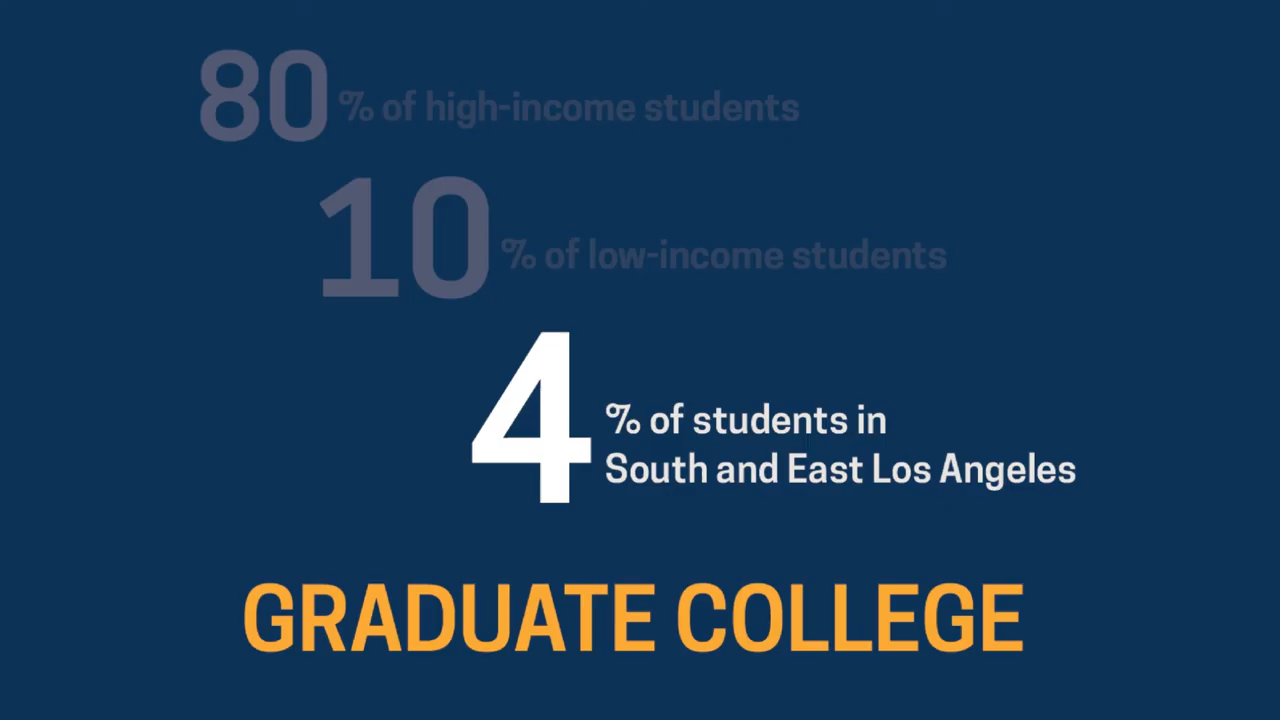 80% of high-income students
10% of low-income students
4% of students in
South and East Los Angeles
GRADUATE COLLEGE